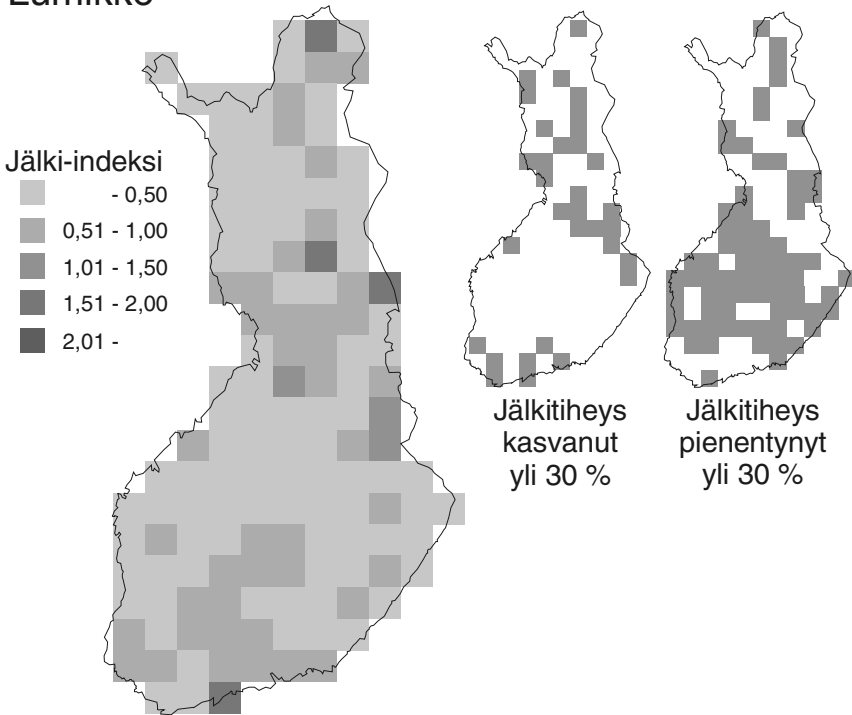 Lumikko
Jälki-indeksi
- 0,50
0,51 - 1,00
1,01 - 1,50
1,51 - 2,00
2,01 -
Jälkitiheys
kasvanut
yli 30 %
Jälkitiheys
pienentynyt
yli 30 %